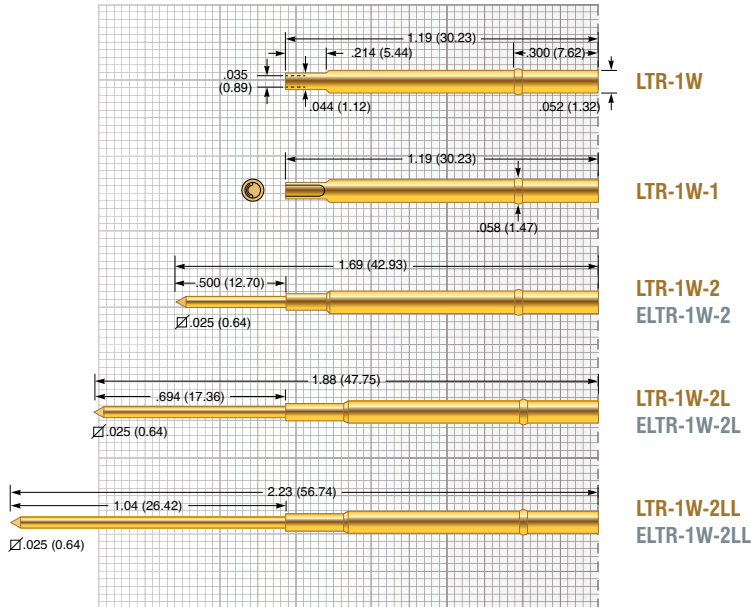 1.19 (30.23)
.214 (5.44)
.300 (7.62)
.035
(0.89)
.044 (1.12)
.052 (1.32)
LTR-1W
1.19 (30.23)
.058 (1.47)
LTR-1W-1
1.69 (42.93)
.500 (12.70)
.025 (0.64)
LTR-1W-2
ELTR-1W-2
1.88 (47.75)
.694 (17.36)
.025 (0.64)
LTR-1W-2L
ELTR-1W-2L
2.23 (56.74)
1.04 (26.42)
.025 (0.64)
LTR-1W-2LL
ELTR-1W-2LL